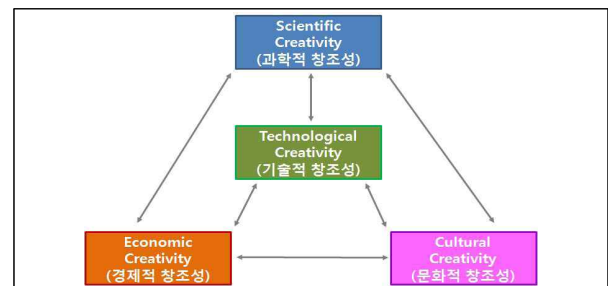 Scientific
Creativity
(과학적 창조성)
Technological
Creativity
(기술적 창조성)
Economic
Creativity
(경제적 창조성)
Cultural
Creativity
(문화적 창조성)